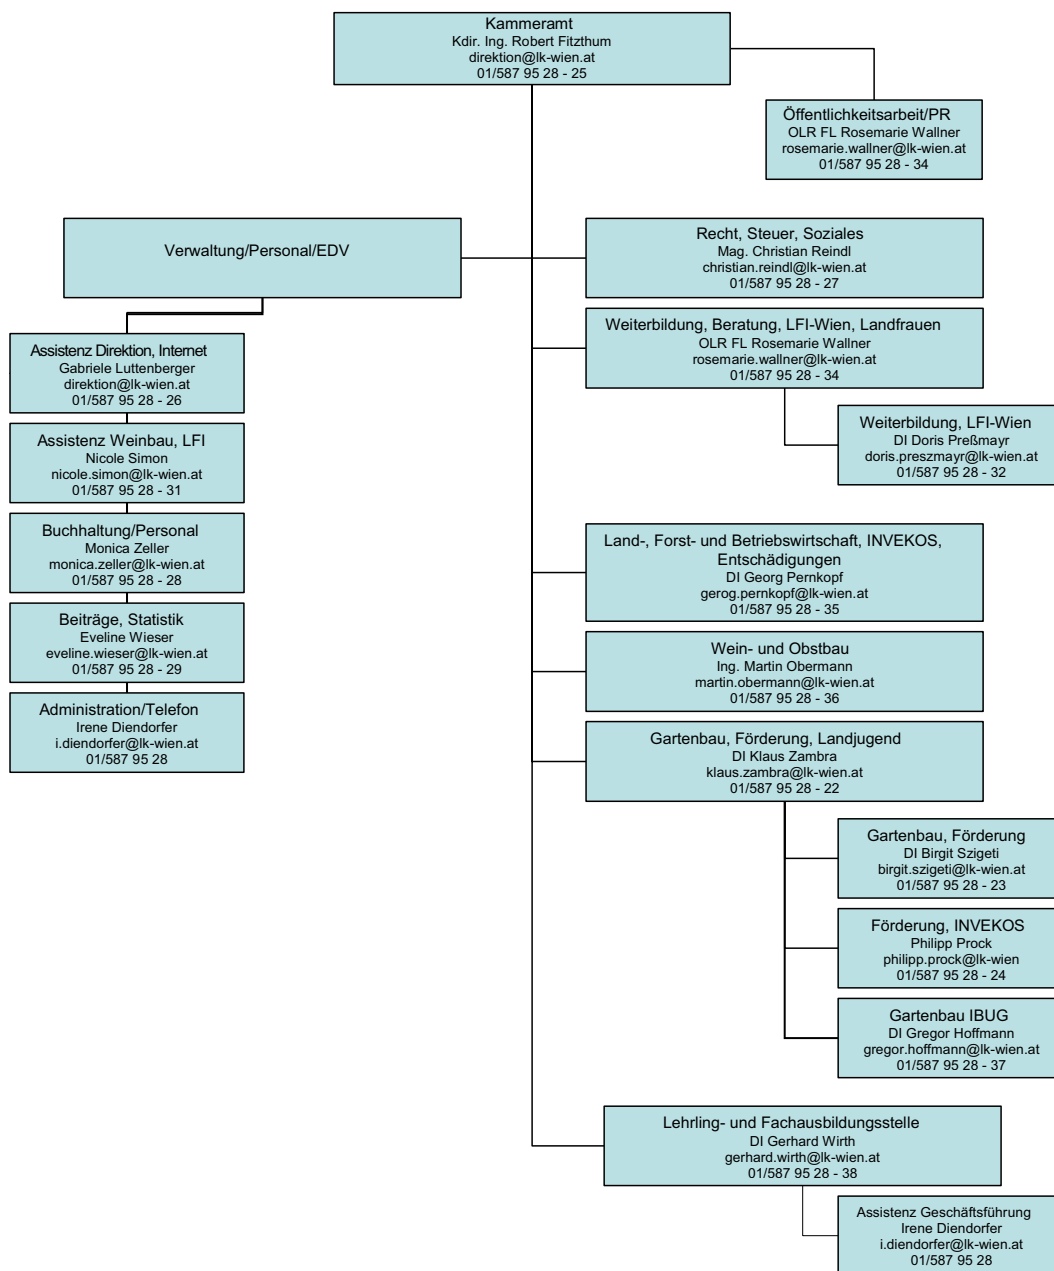 Kammeramt
Kdir. Ing. Robert Fitzthum
direktion@lk-wien.at
01/587 95 28 - 25
Öffentlichkeitsarbeit/PR
OLR FL Rosemarie Wallner
rosemarie.wallner@lk-wien.at
01/587 95 28 - 34
Verwaltung/Personal/EDV
Assistenz Direktion, Internet
Gabriele Luttenberger
direktion@lk-wien.at
01/587 95 28 - 26
Assistenz Weinbau, LFI
Nicole Simon
nicole.simon@lk-wien.at
01/587 95 28 - 31
Buchhaltung/Personal
Monica Zeller
monica.zeller@lk-wien.at
01/587 95 28 - 28
Beiträge, Statistik
Eveline Wieser
eveline.wieser@lk-wien.at
01/587 95 28 - 29
Administration/Telefon
Irene Diendorfer
i.diendorfer@lk-wien.at
01/587 95 28
Recht, Steuer, Soziales
Mag. Christian Reindl
christian.reindl@lk-wien.at
01/587 95 28 - 27
Weiterbildung, Beratung, LFI-Wien, Landfrauen
OLR FL Rosemarie Wallner
rosemarie.wallner@lk-wien.at
01/587 95 28 - 34
Weiterbildung, LFI-Wien
DI Doris Preßmayr
doris.preszmayr@lk-wien.at
01/587 95 28 - 32
Land-, Forst- und Betriebswirtschaft, INVEKOS,
Entschädigungen
DI Georg Pernkopf
gerog.pernkopf@lk-wien.at
01/587 95 28 - 35
Wein- und Obstbau
Ing. Martin Obermann
martin.obermann@lk-wien.at
01/587 95 28 - 36
Gartenbau, Förderung, Landjugend
DI Klaus Zambra
klaus.zambra@lk-wien.at
01/587 95 28 - 22
Gartenbau, Förderung
DI Birgit Szigeti
birgit.szigeti@lk-wien.at
01/587 95 28 - 23
Förderung, INVEKOS
Philipp Prock
philipp.prock@lk-wien
01/587 95 28 - 24
Gartenbau IBUG
DI Gregor Hoffmann
gregor.hoffmann@lk-wien.at
01/587 95 28 - 37
Lehrling- und Fachausbildungsstelle
DI Gerhard Wirth
gerhard.wirth@lk-wien.at
01/587 95 28 - 38
Assistenz Geschäftsführung
Irene Diendorfer
i.diendorfer@lk-wien.at
01/587 95 28